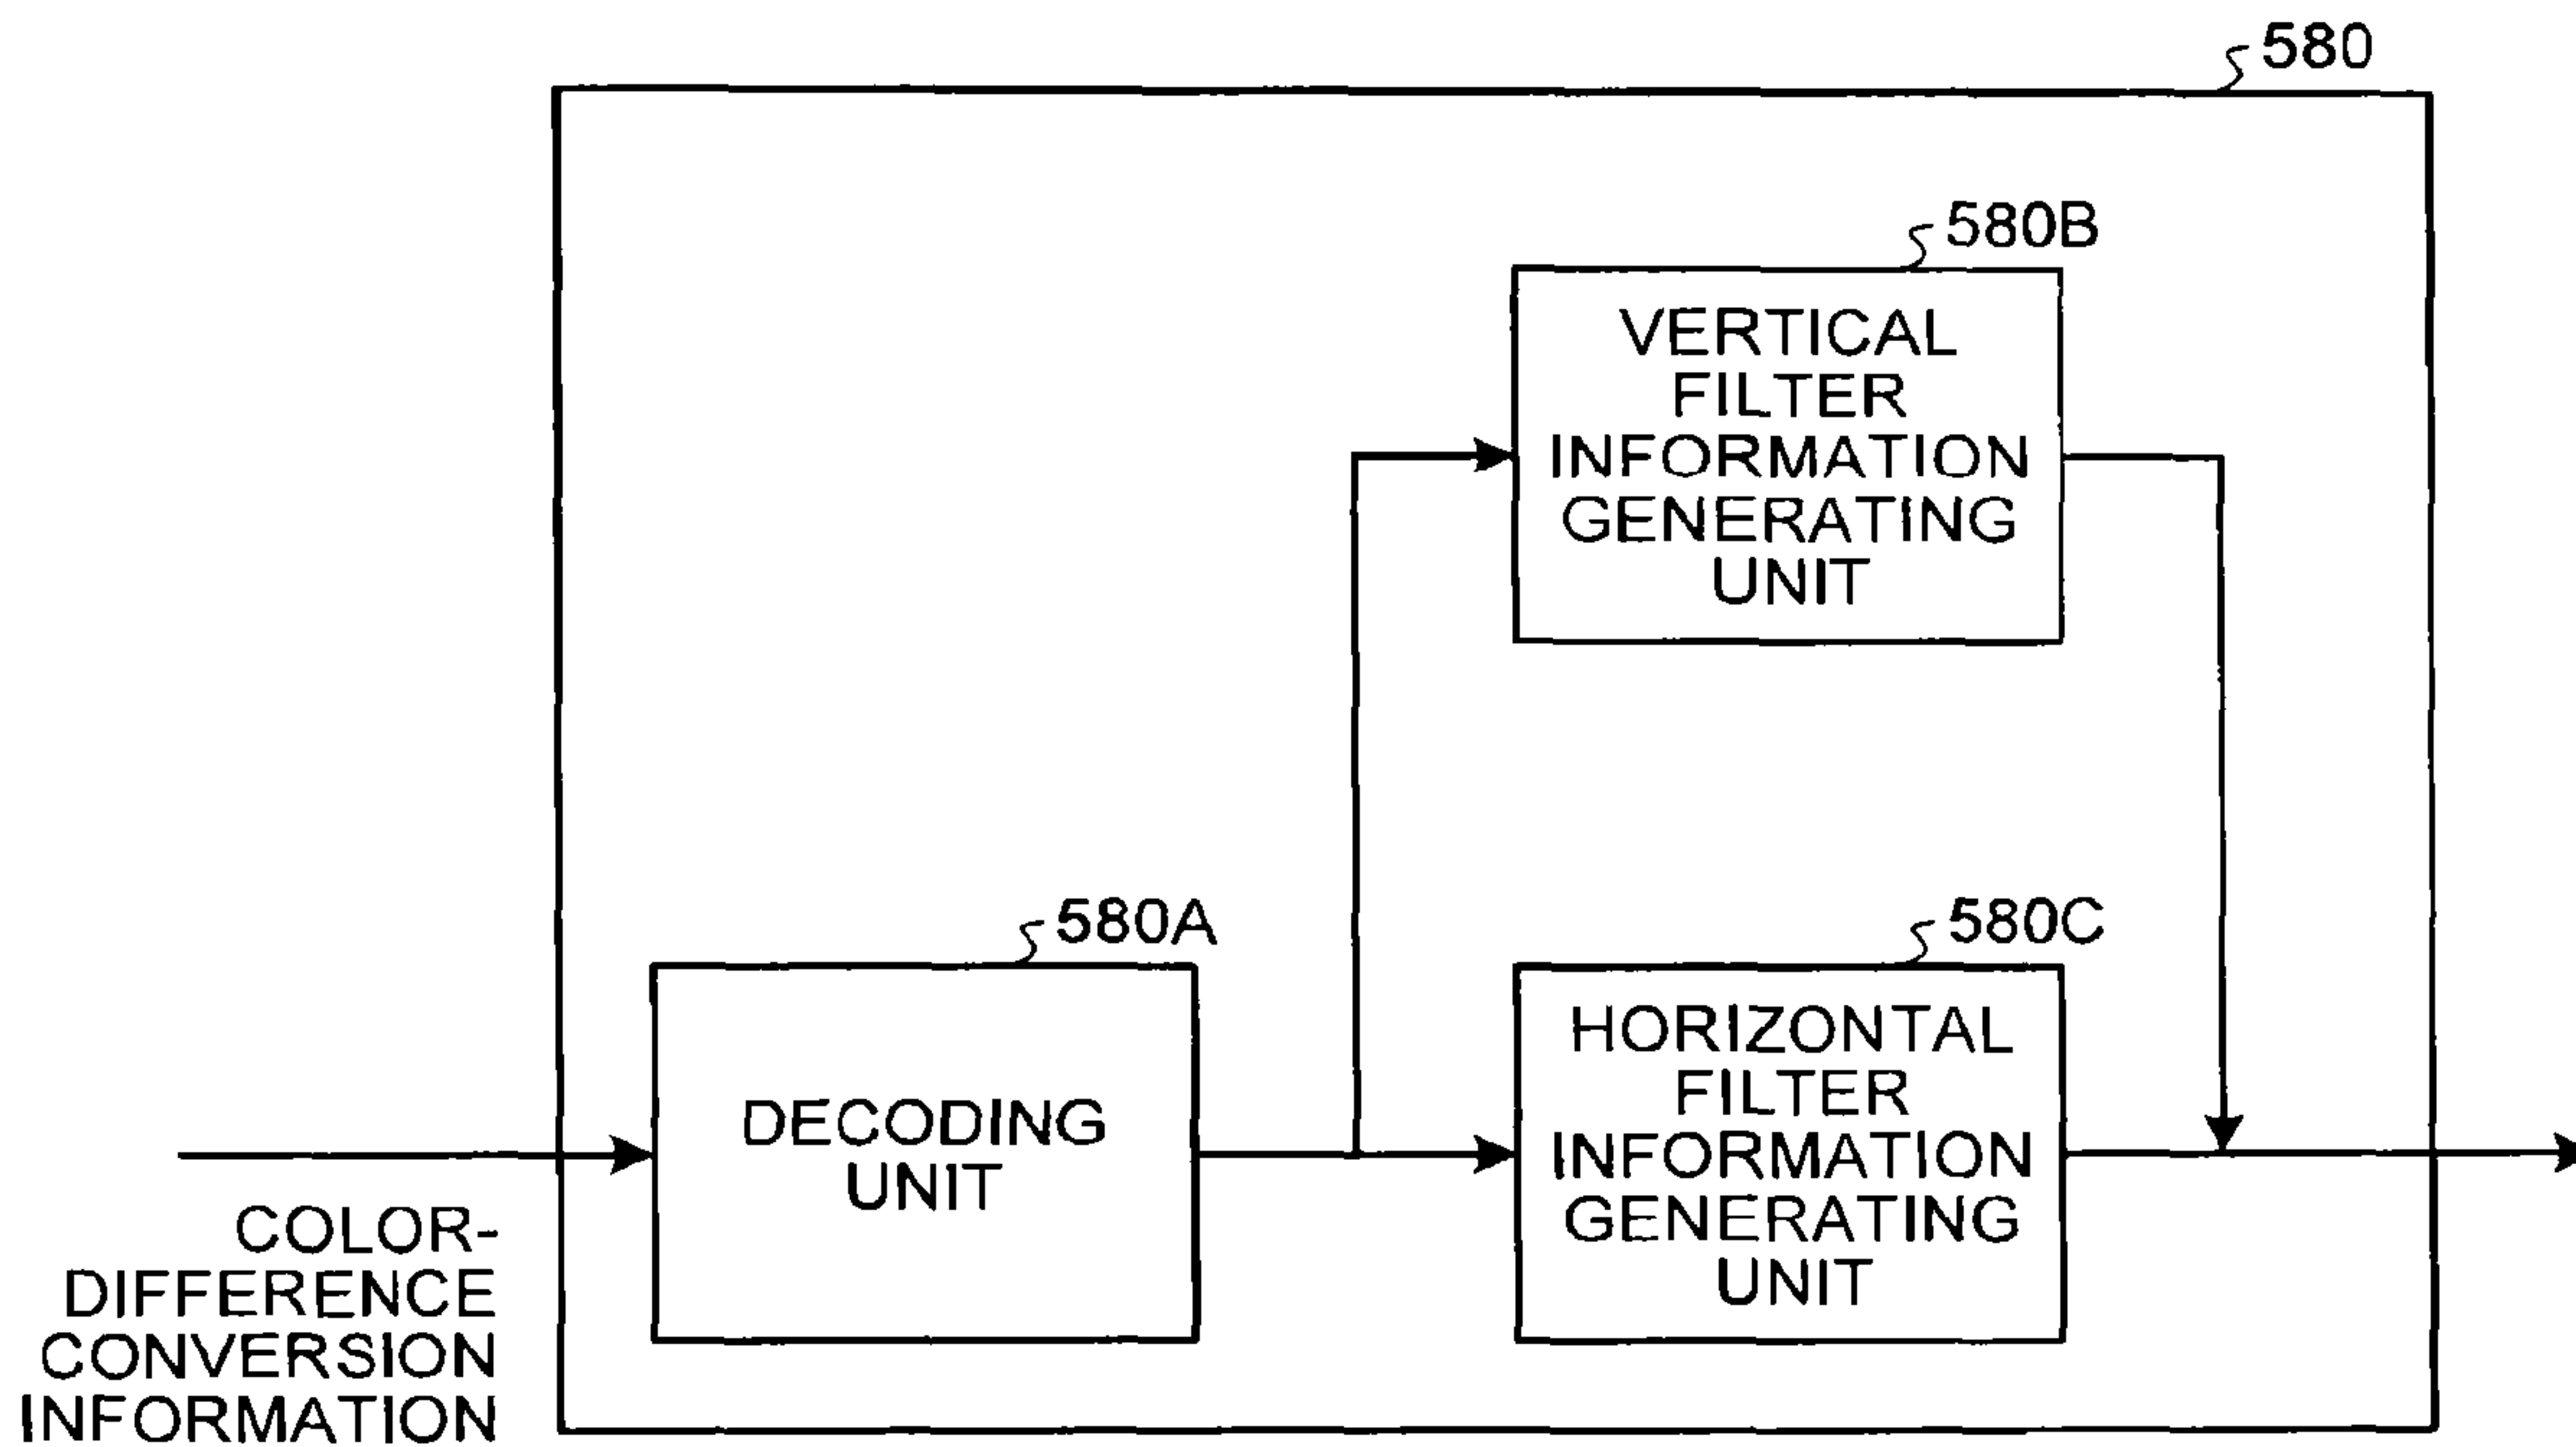 580
580B
VERTICAL
FILTER
INFORMATION
GENERATING
UNIT
580A
DECODING
UNIT
580C
HORIZONTAL
FILTER
INFORMATION
GENERATING
UNIT
COLOR-
DIFFERENCE
CONVERSION
INFORMATION